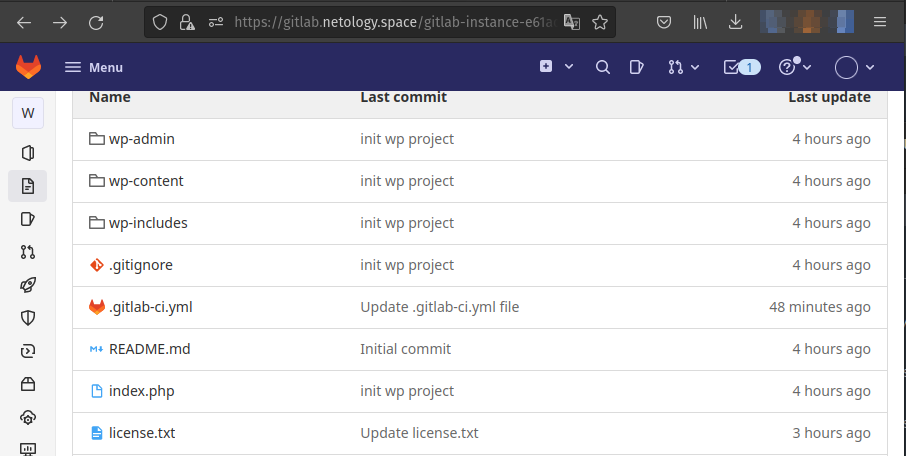 https://gitlab.netology.space/gitlab-instance-e61a
Menu
1
Name Last commit Last update
W
wp-admin init wp project 4 hours ago
wp-content init wp project 4 hours ago
wp-includes init wp project 4 hours ago
.gitignore init wp project 4 hours ago
.gitlab-ci.yml Update .gitlab-ci.yml file 48 minutes ago
M↓ README.md Initial commit 4 hours ago
index.php init wp project 4 hours ago
license.txt Update license.txt 3 hours ago